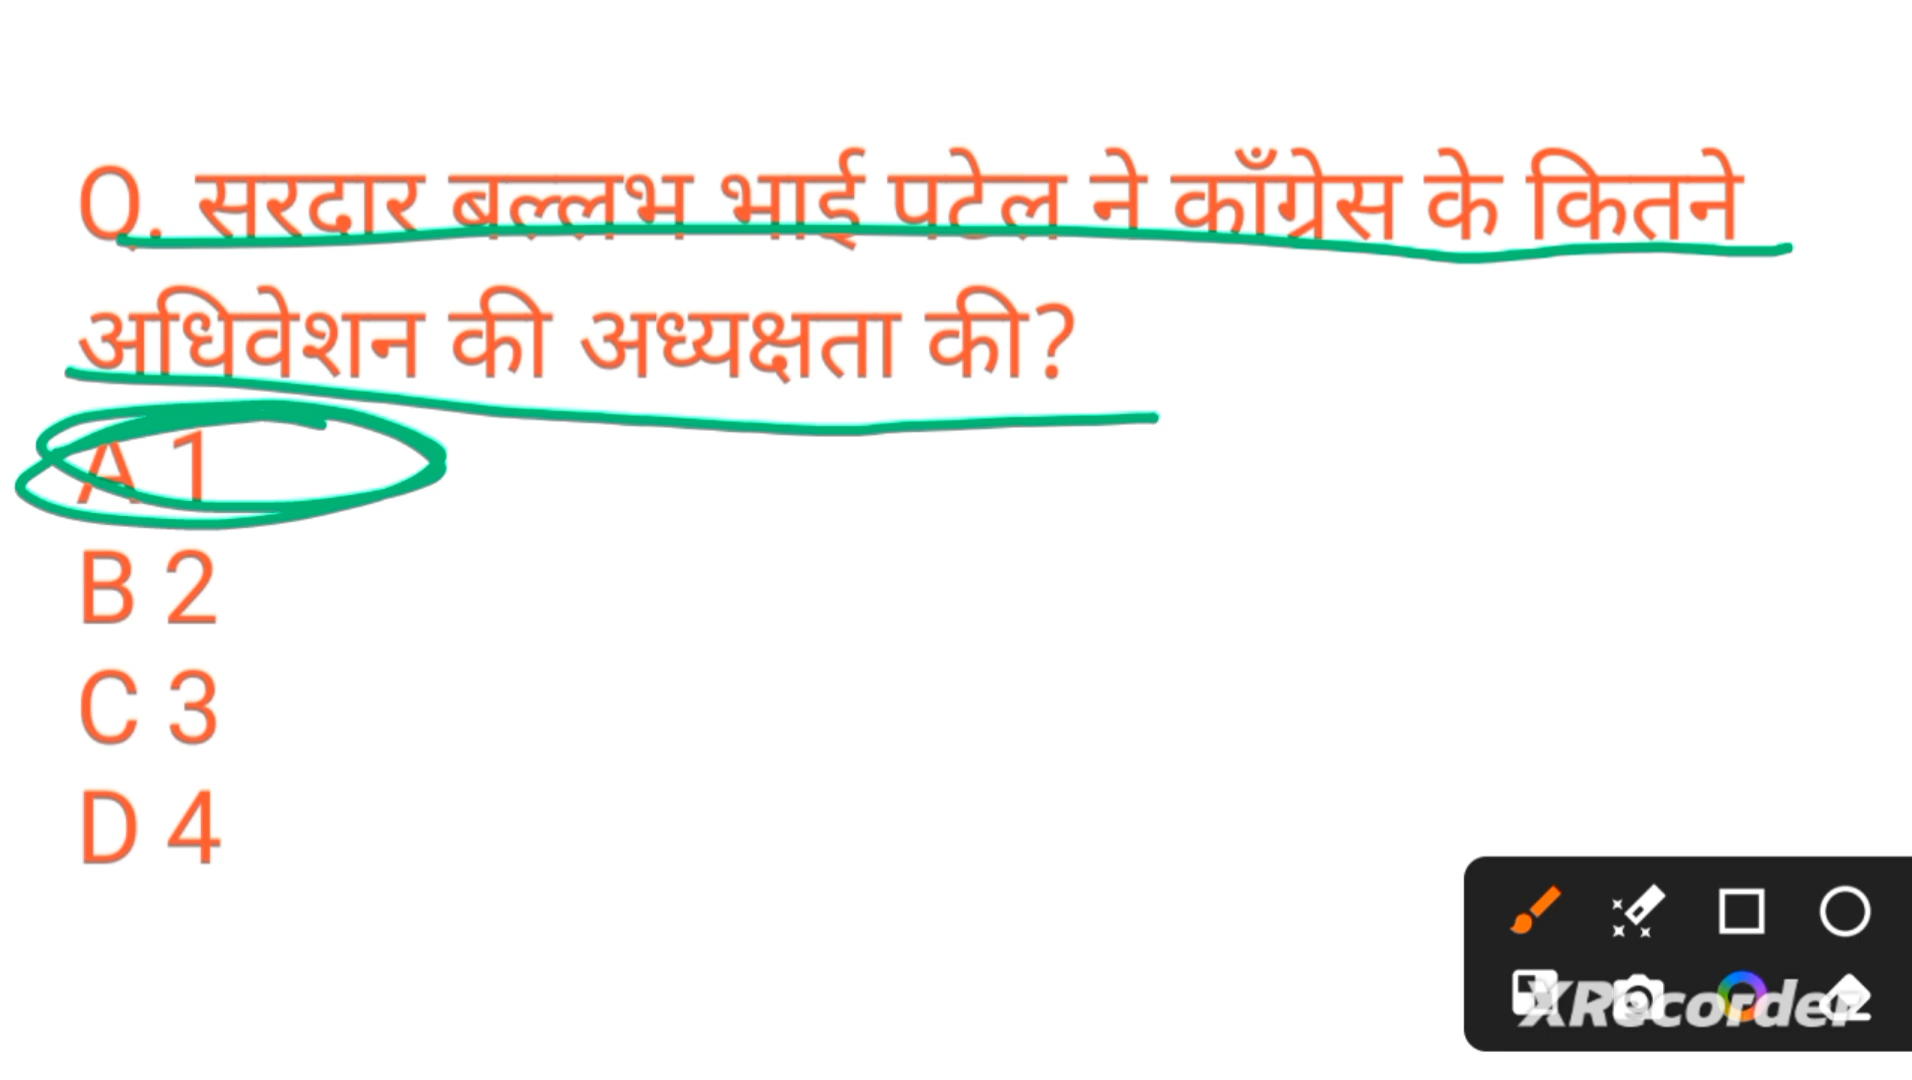 Q. सरदार बल्लभ भाई पटेल ने काँग्रेस के कितने
अधिवेशन की अध्यक्षता की?
A 1
B 2
C 3
D 4
XRecorder